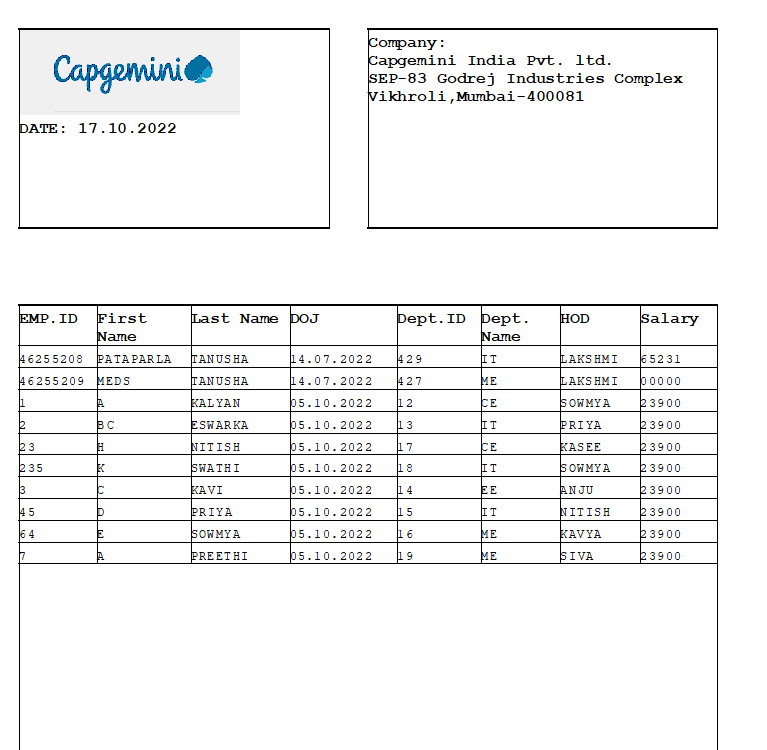 Capgemini
DATE: 17.10.2022
Company:
Capgemini India Pvt. ltd.
SEP-83 Godrej Industries Complex
Vikhroli,Mumbai-400081
EMP.ID First Name Last Name DOJ Dept.ID Dept. Name HOD Salary
46255208 PATAPARLA TANUSHA 14.07.2022 429 IT LAKSHMI 65231
46255209 MEDS TANUSHA 14.07.2022 427 ME LAKSHMI 00000
1 A KALYAN 05.10.2022 12 CE SOWMYA 23900
2 BC ESWARKA 05.10.2022 13 IT PRIYA 23900
23 H NITISH 05.10.2022 17 CE KASEE 23900
235 K SWATHI 05.10.2022 18 IT SOWMYA 23900
3 C KAVI 05.10.2022 14 EE ANJU 23900
45 D PRIYA 05.10.2022 15 IT NITISH 23900
64 E SOWMYA 05.10.2022 16 ME KAVYA 23900
7 A PREETHI 05.10.2022 19 ME SIVA 23900